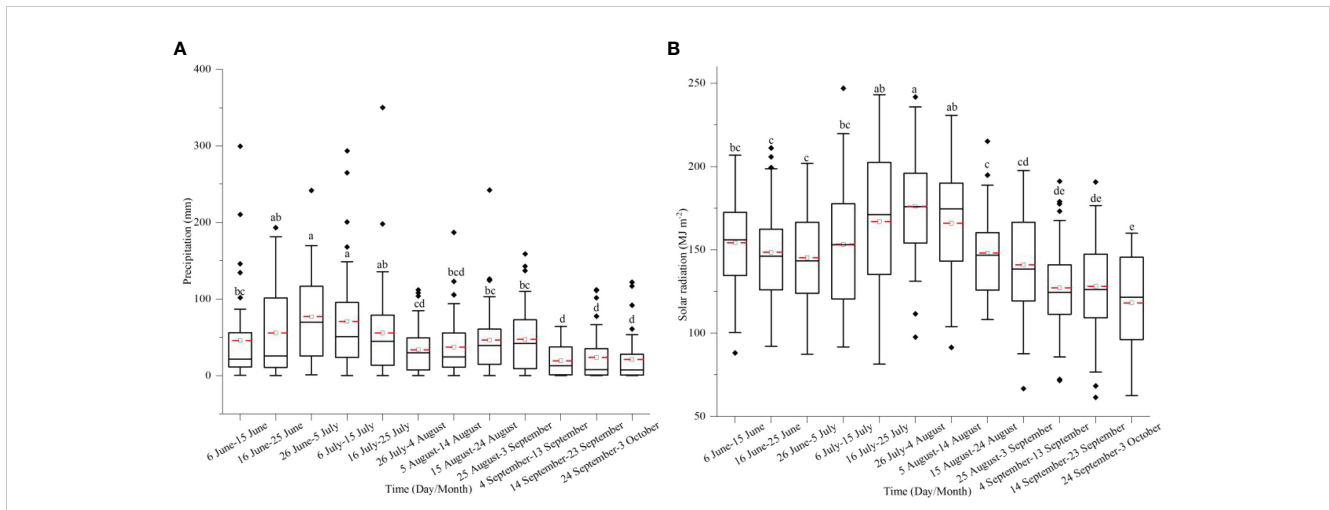 A
400
300
200
100
0
Precipitation (mm)
bc
ab
a
a
ab
cd
bcd
bc
bc
d
d
d
6 June-15 June
16 June-25 June
26 June-5 July
6 July-15 July
16 July-25 July
26 July-4 August
5 August-14 August
15 August-24 August
25 August-3 September
4 September-13 September
14 September-23 September
24 September-3 October
Time (Day/Month)
B
250
200
150
100
50
Solar radiation (MJ m⁻²)
bc
c
c
bc
ab
a
ab
c
cd
de
de
e
6 June-15 June
16 June-25 June
26 June-5 July
6 July-15 July
16 July-25 July
26 July-4 August
5 August-14 August
15 August-24 August
25 August-3 September
4 September-13 September
14 September-23 September
24 September-3 October
Time (Day/Month)